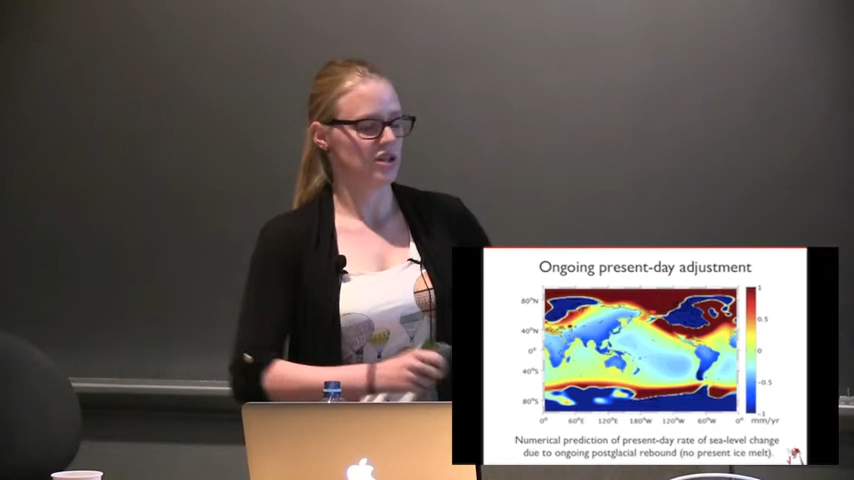 Ongoing present-day adjustment
80°N
40°N
0°
40°S
80°S
0° 60°E 120°E 180°W 120°W 60°W 0°
1
0.5
0
-0.5
-1
mm/yr
Numerical prediction of present-day rate of sea-level change
due to ongoing postglacial rebound (no present ice melt).